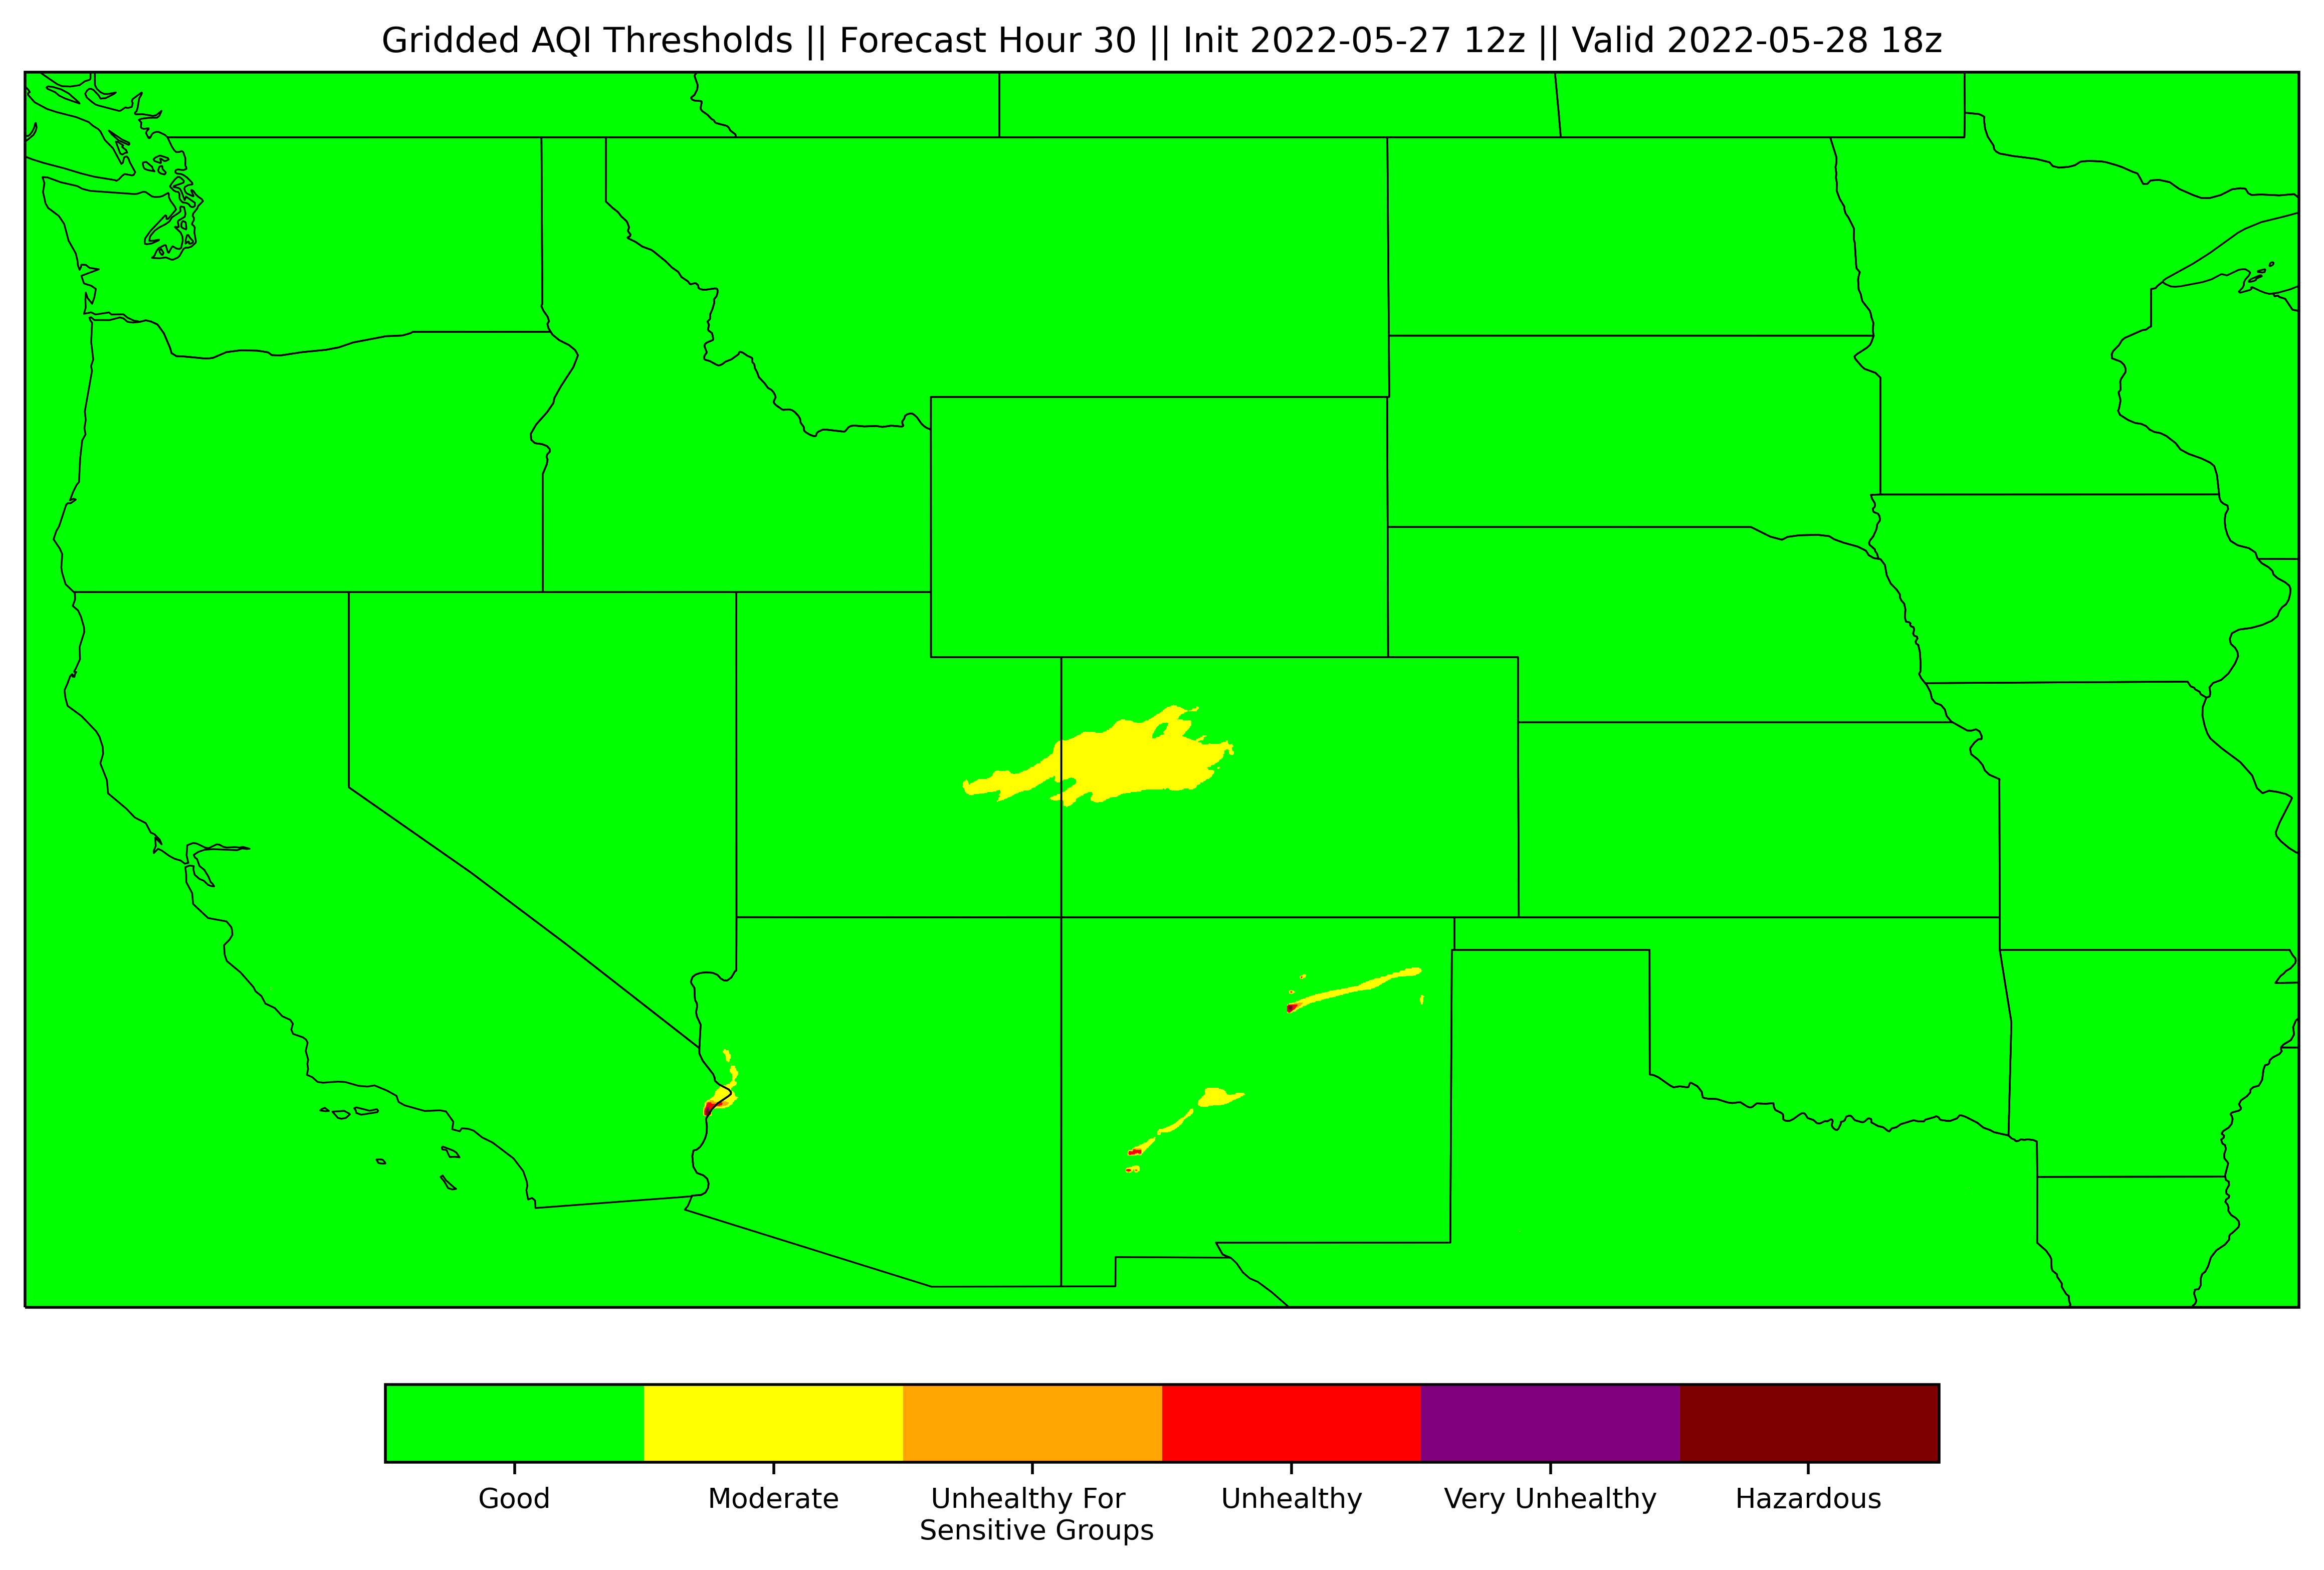 Gridded AQI Thresholds || Forecast Hour 30 || Init 2022-05-27 12z || Valid 2022-05-28 18z
Good
Moderate
Unhealthy For
Sensitive Groups
Unhealthy
Very Unhealthy
Hazardous